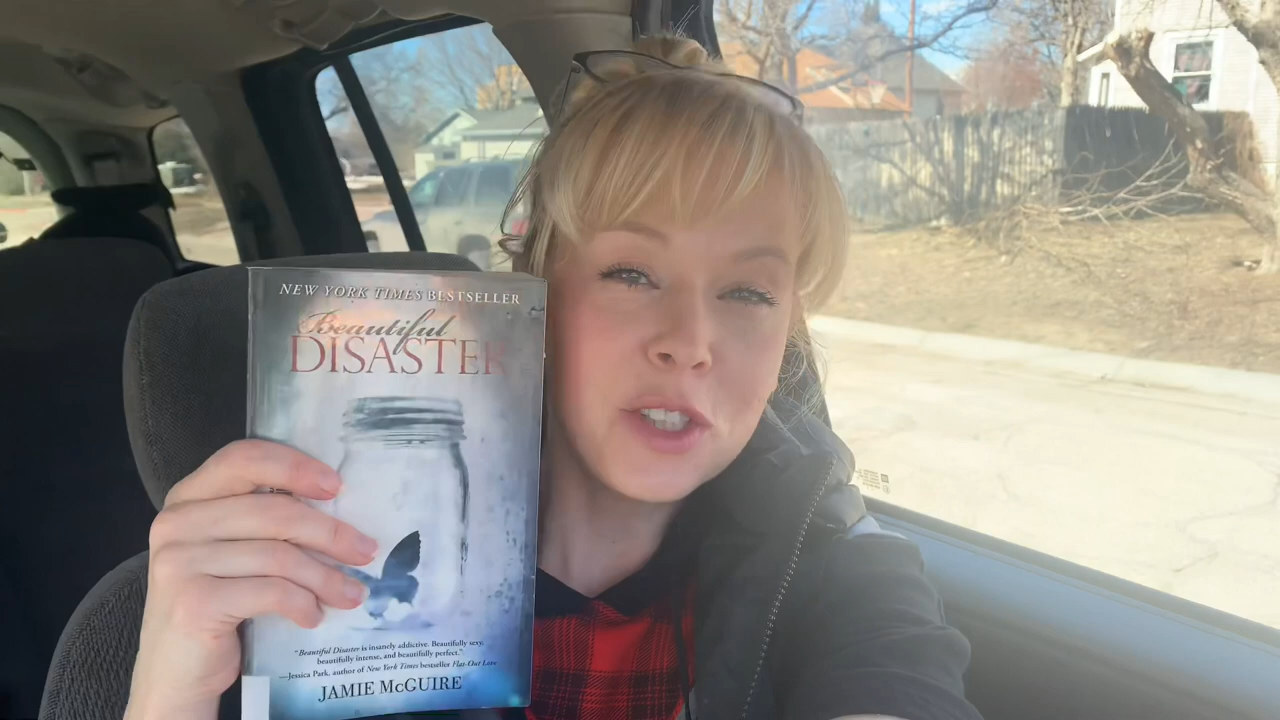 NEW YORK TIMES BESTSELLER
Beautiful
DISASTER
"Beautiful Disaster is insanely addictive. Beautifully sexy,
beautifully intense, and beautifully perfect."
—Jessica Park, author of New York Times bestseller Flat-Out Love
JAMIE McGUIRE